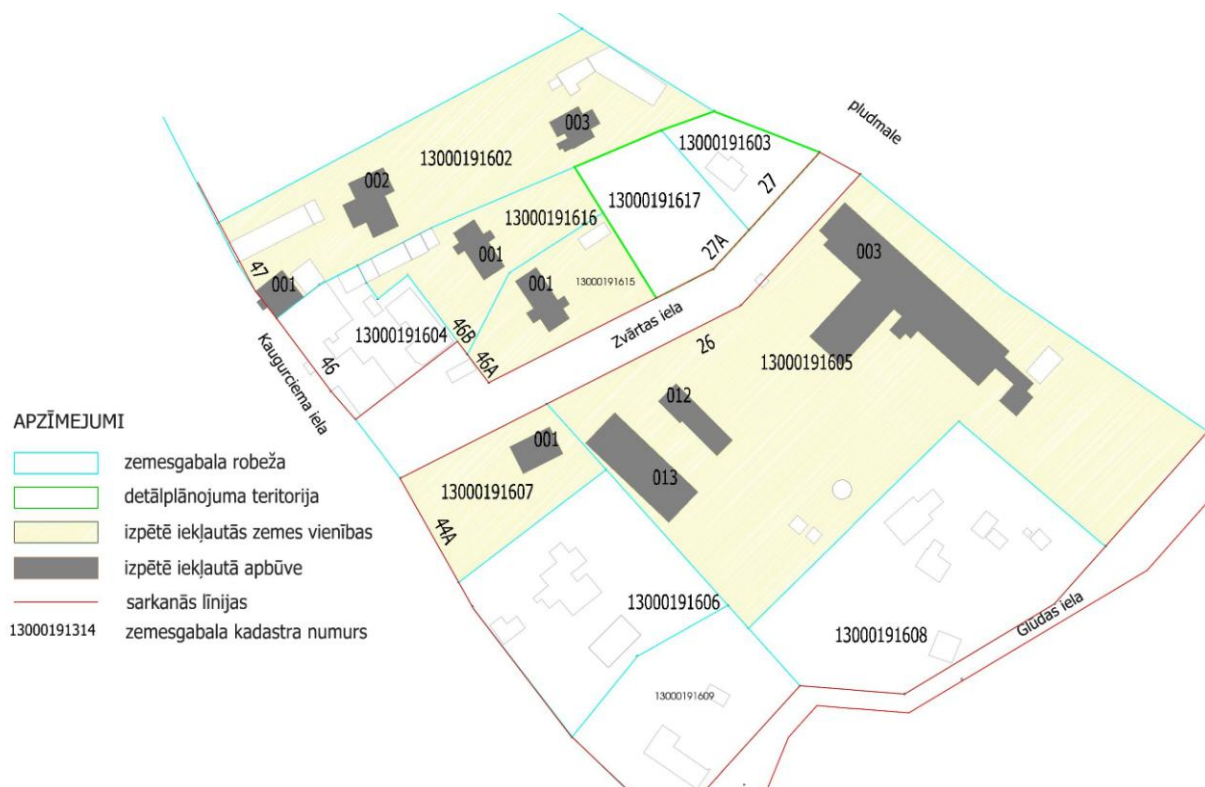 pludmale
003
13000191603
13000191602
27
002
13000191617
13000191616
27A
003
001
001
13000191615
47
001
13000191604
46B
46A
46
Zvārtas iela
26
13000191605
Kaugurciema iela
012
001
013
13000191607
44A
13000191606
13000191608
Gludas iela
13000191609
APZĪMEJUMI
zemesgabala robeža
detālplānojuma teritorija
izpētē iekļautās zemes vienības
izpētē iekļautā apbūve
sarkanās līnijas
13000191314 zemesgabala kadastra numurs